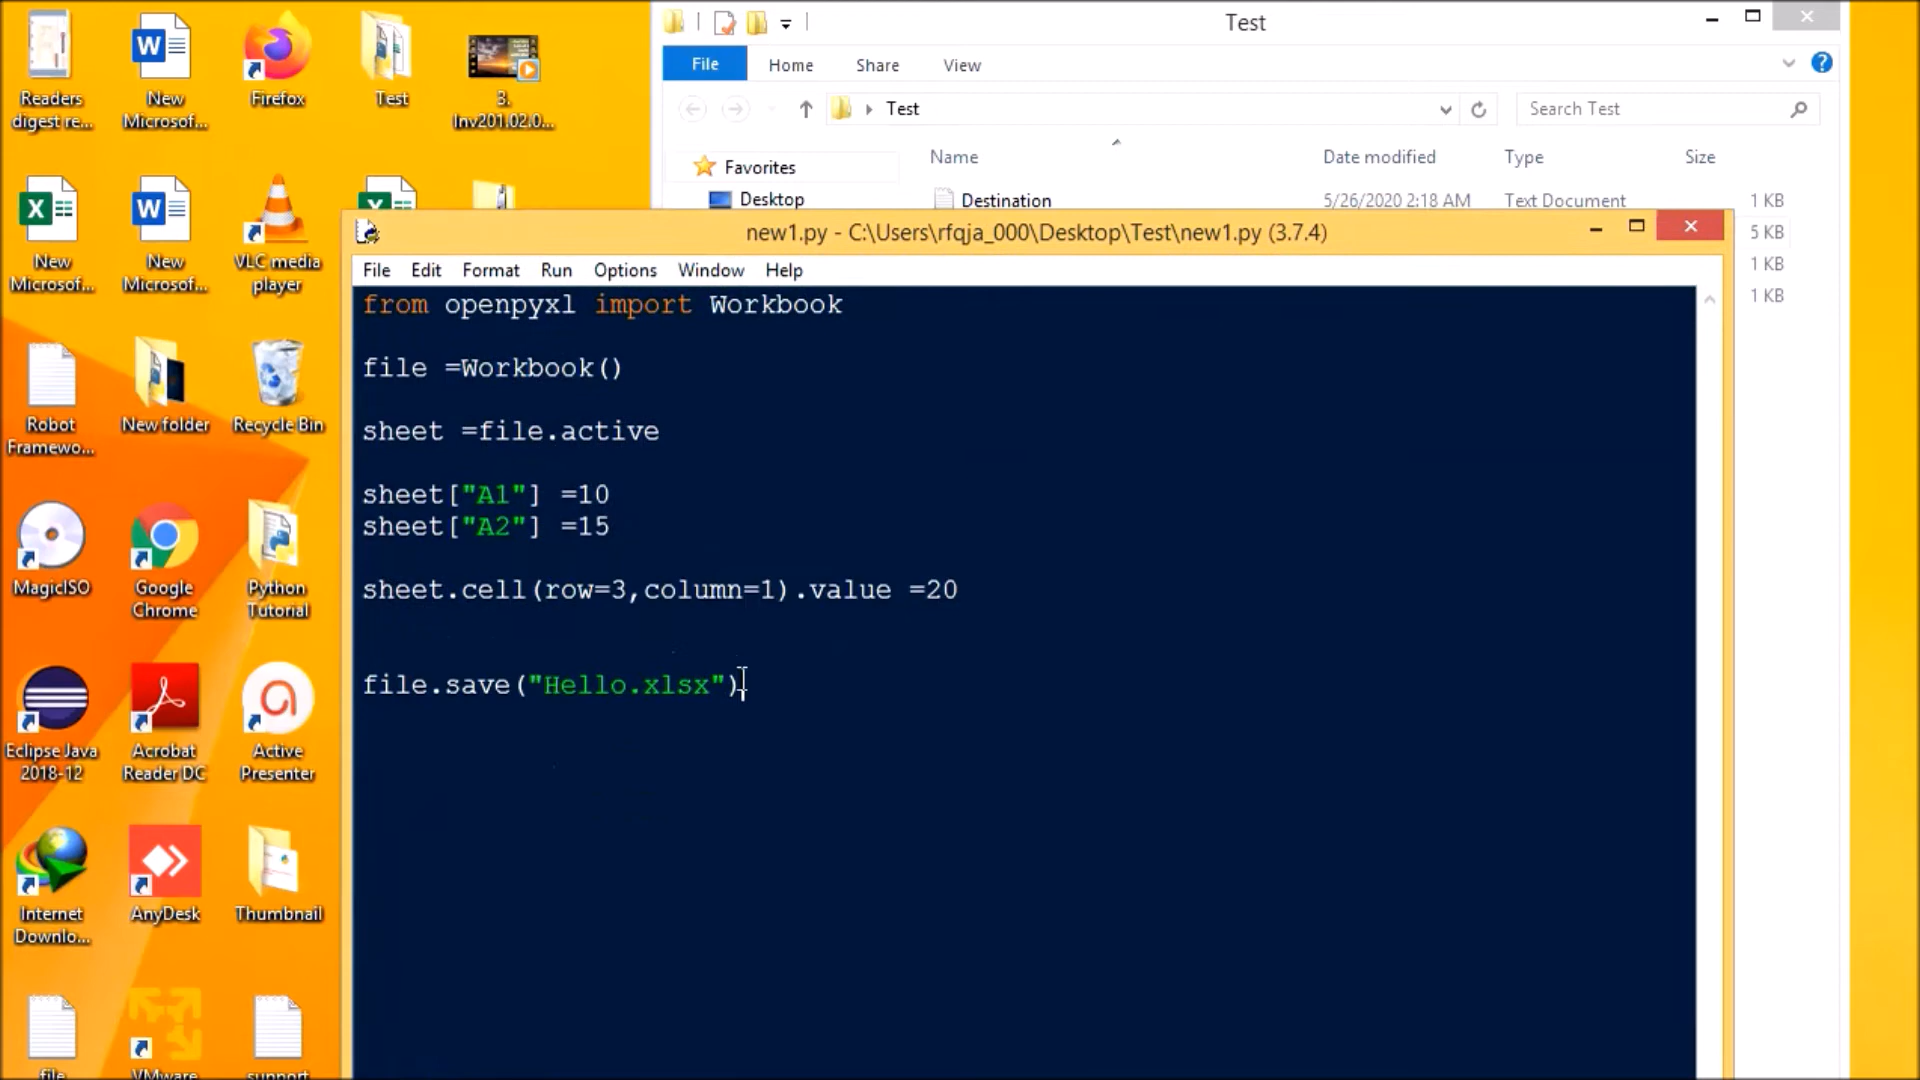 Readers
digest re...
New
Microsof...
Firefox
Test
3.
Inv201.02.0...
New
Microsof...
New
Microsof...
VLC media
player
Robot
Framewo...
New folder
Recycle Bin
MagicISO
Google
Chrome
Python
Tutorial
Eclipse Java
2018-12
Acrobat
Reader DC
Active
Presenter
Internet
Downlo...
AnyDesk
Thumbnail
file
VMware
support
Test
File Home Share View
Test
Search Test
Name Date modified Type Size
Favorites
Desktop
Destination 5/26/2020 2:18 AM Text Document 1 KB
5 KB
1 KB
1 KB
new1.py - C:\Users\rfqja_000\Desktop\Test\new1.py (3.7.4)
File Edit Format Run Options Window Help
from openpyxl import Workbook
file =Workbook()
sheet =file.active
sheet["A1"] =10
sheet["A2"] =15
sheet.cell(row=3,column=1).value =20
file.save("Hello.xlsx")